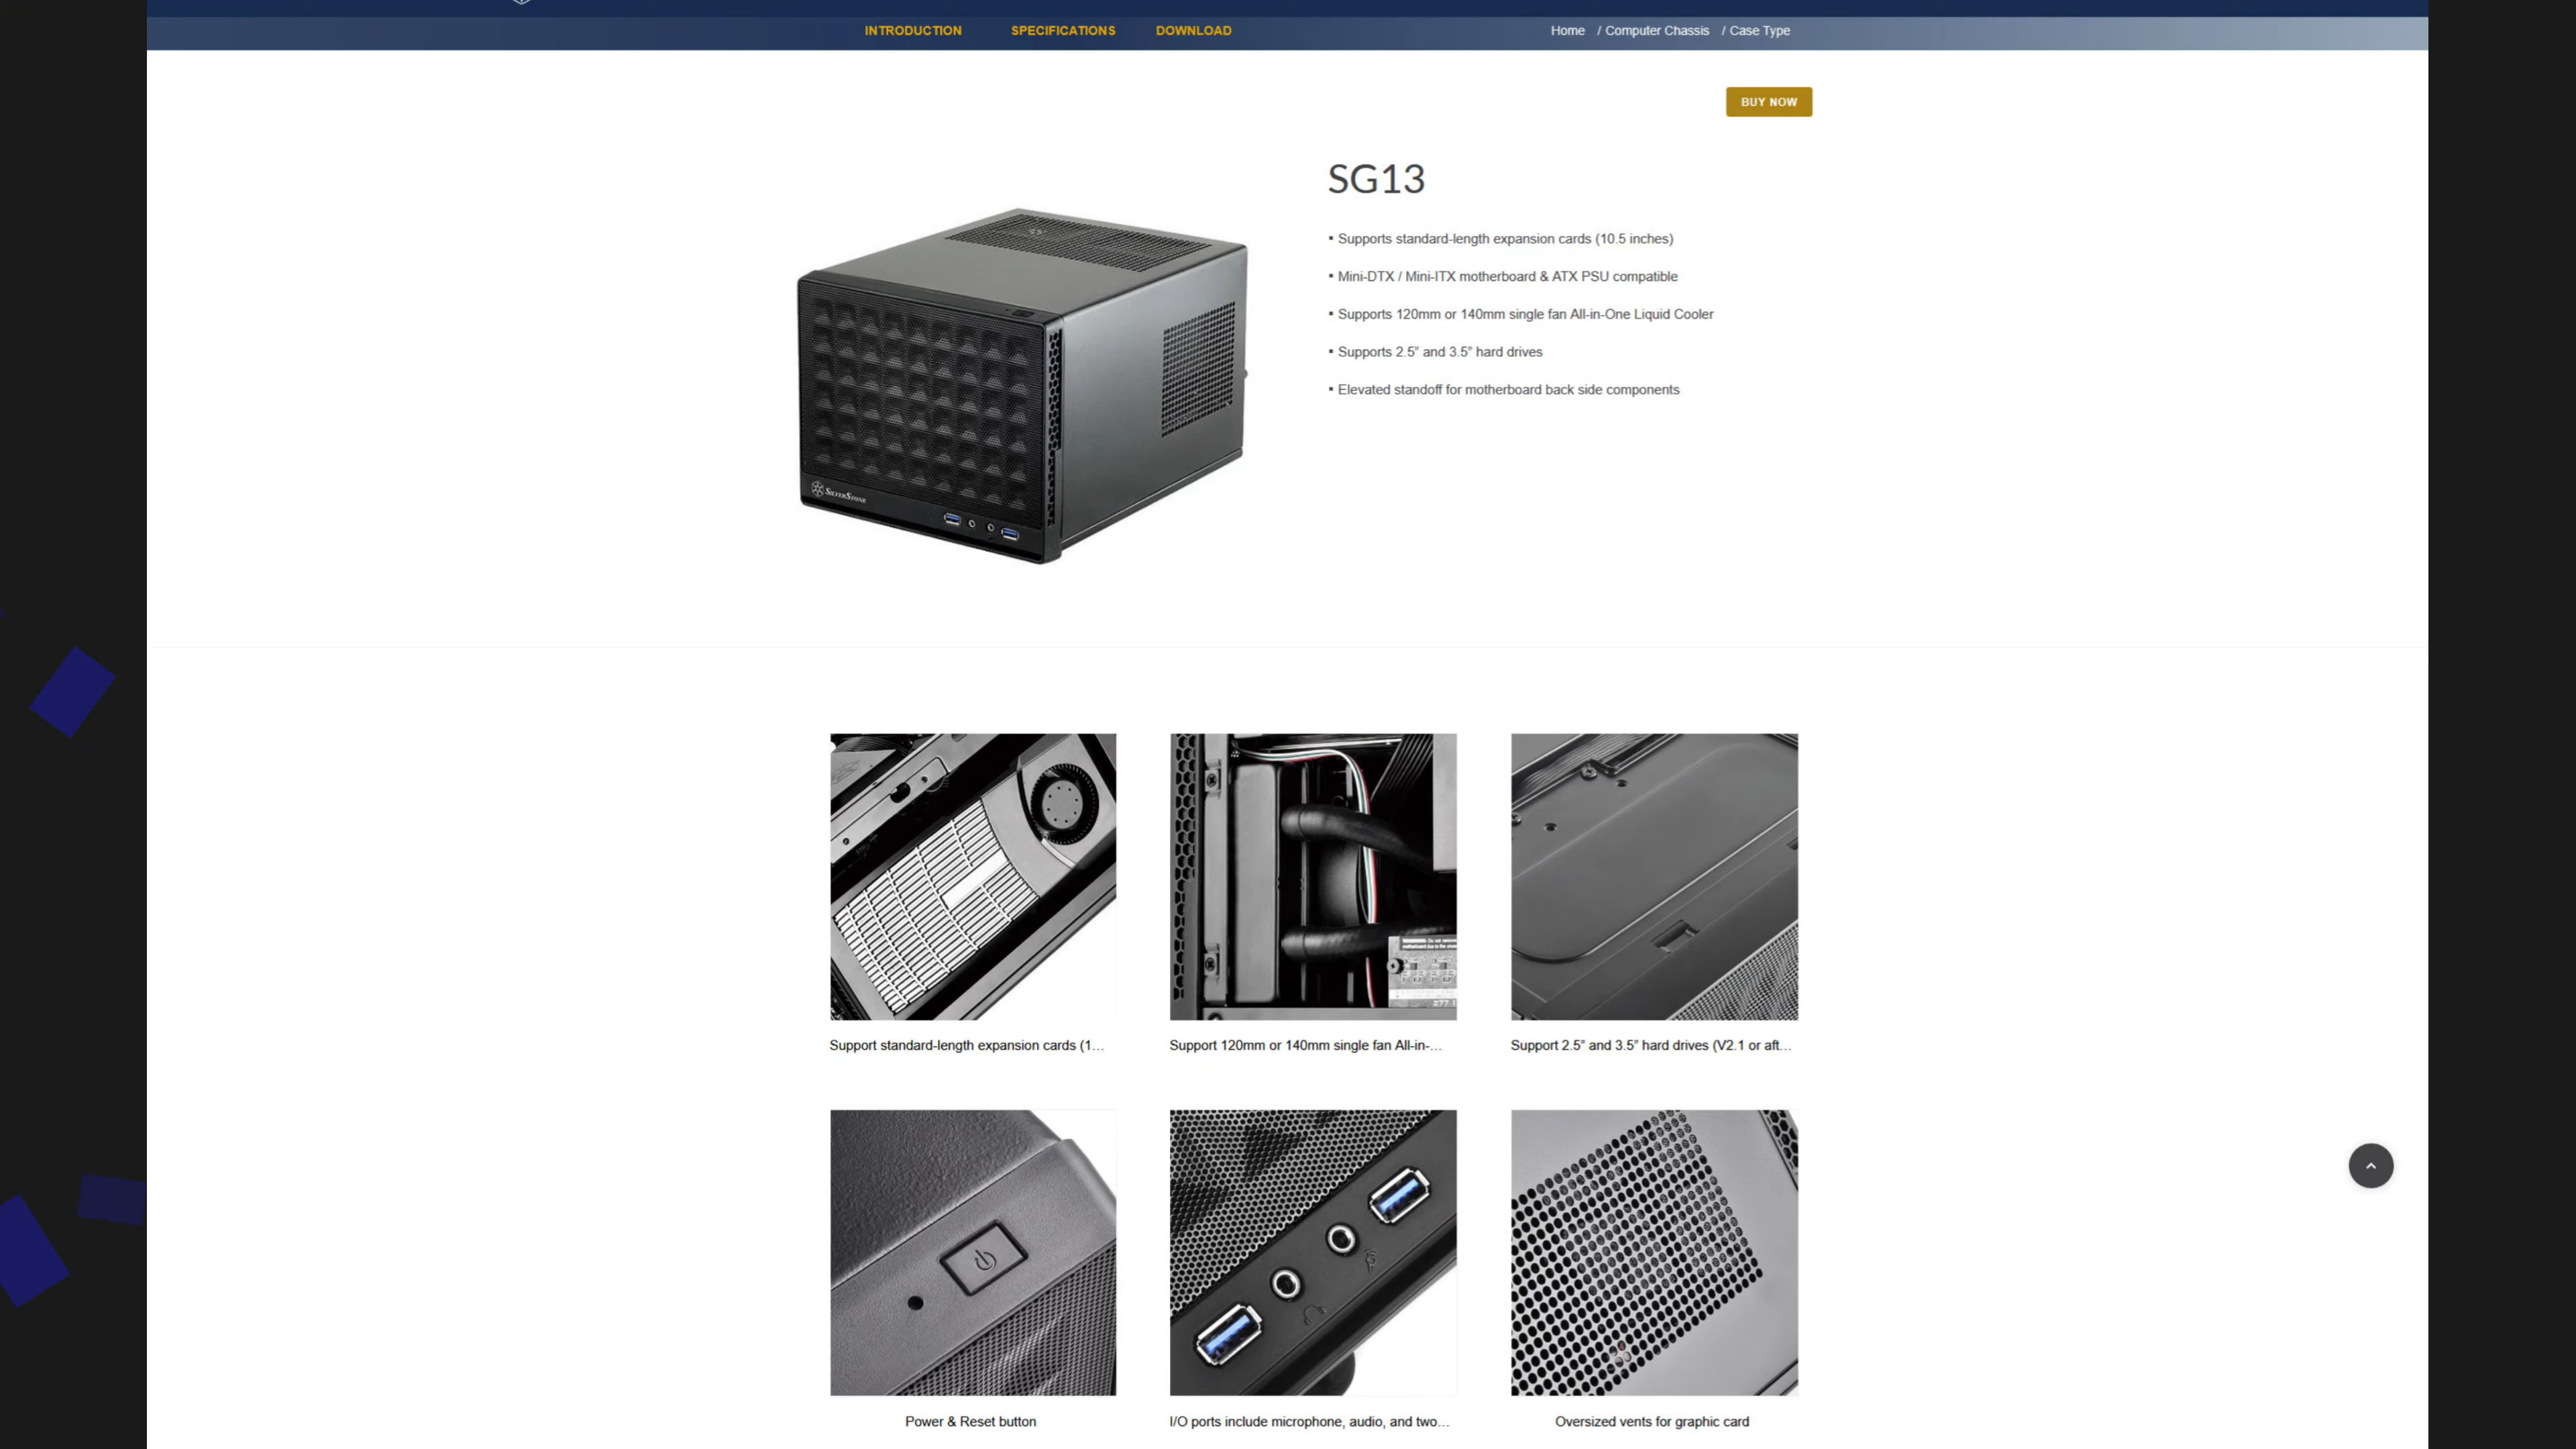 INTRODUCTION SPECIFICATIONS DOWNLOAD Home / Computer Chassis / Case Type
BUY NOW
SG13
▪ Supports standard-length expansion cards (10.5 inches)
▪ Mini-DTX / Mini-ITX motherboard & ATX PSU compatible
▪ Supports 120mm or 140mm single fan All-in-One Liquid Cooler
▪ Supports 2.5” and 3.5” hard drives
▪ Elevated standoff for motherboard back side components
SILVERSTONE
Support standard-length expansion cards (1...
Support 120mm or 140mm single fan All-in-...
Support 2.5” and 3.5” hard drives (V2.1 or aft...
Power & Reset button
I/O ports include microphone, audio, and two...
Oversized vents for graphic card